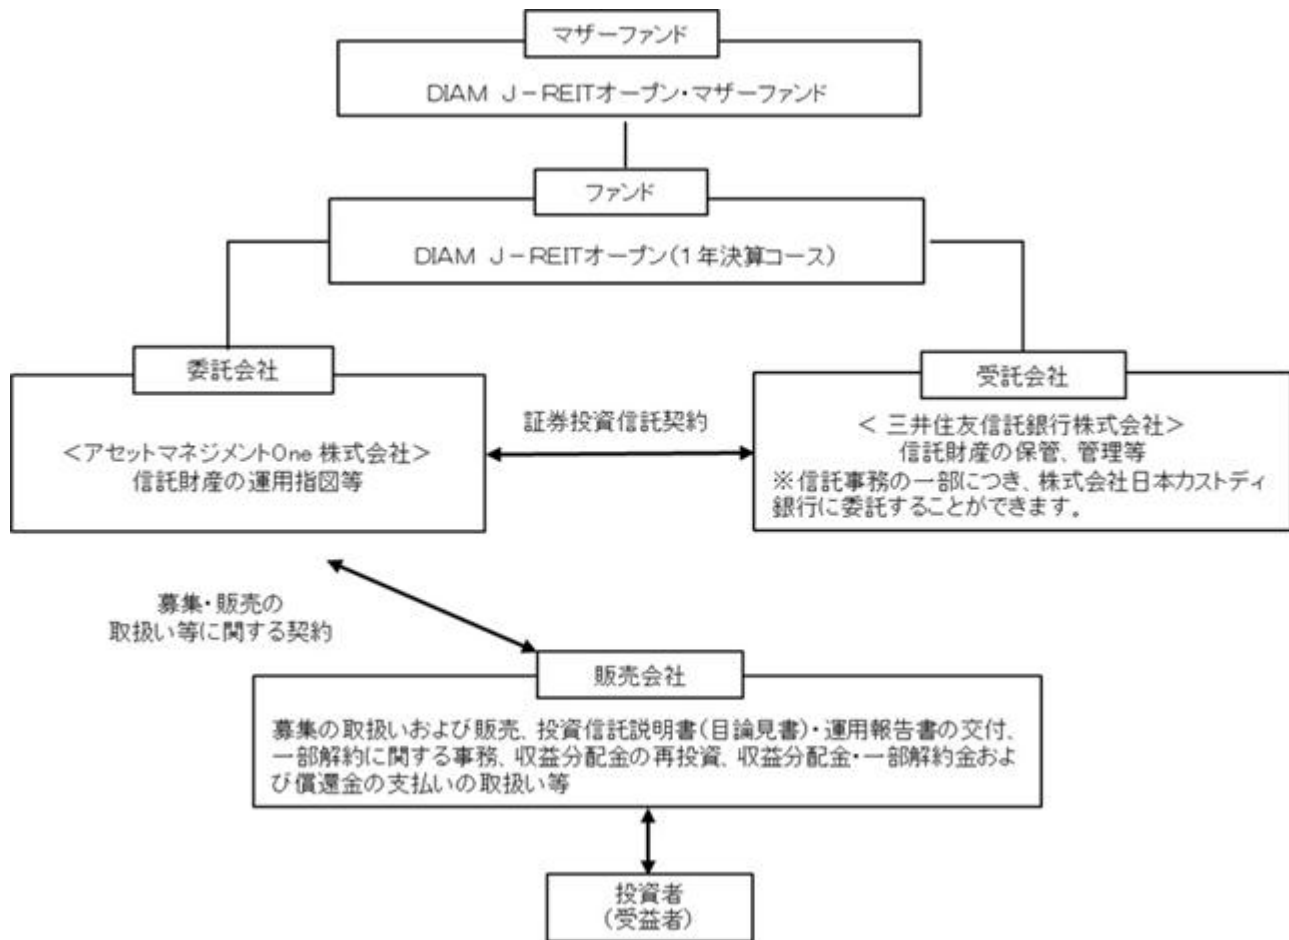 マザーファンド
DIAM J-REITオープン・マザーファンド
ファンド
DIAM J-REITオープン(1年決算コース)
委託会社
<アセットマネジメントOne 株式会社>
信託財産の運用指図等
証券投資信託契約
受託会社
< 三井住友信託銀行株式会社>
信託財産の保管、管理等
※信託事務の一部につき、株式会社日本カストディ
銀行に委託することができます。
募集・販売の
取扱い等に関する契約
販売会社
募集の取扱いおよび販売、投資信託説明書(目論見書)・運用報告書の交付、
一部解約に関する事務、収益分配金の再投資、収益分配金・一部解約金およ
び償還金の支払いの取扱い等
投資者
(受益者)